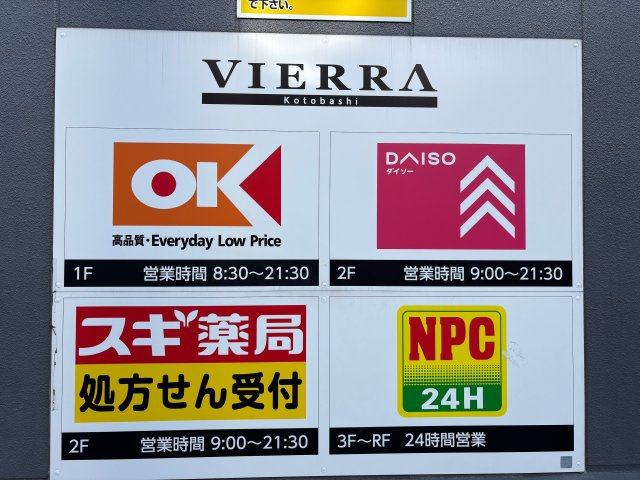 で下さい。
VIERRA
Kotobashi
OK
高品質・Everyday Low Price
1F 営業時間 8:30～21:30
DAISO
ダイソー
2F 営業時間 9:00～21:30
スギ薬局
処方せん受付
2F 営業時間 9:00～21:30
NPC
24H
3F～RF 24時間営業